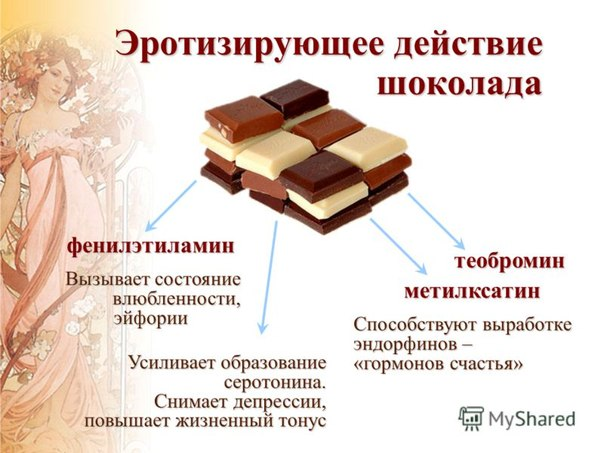 Эротизирующее действие
шоколада
фенилэтиламин
Вызывает состояние
влюбленности,
эйфории
Усиливает образование
серотонина.
Снимает депрессии,
повышает жизненный тонус
теобромин
метилксатин
Способствуют выработке
эндорфинов –
«гормонов счастья»
MyShared